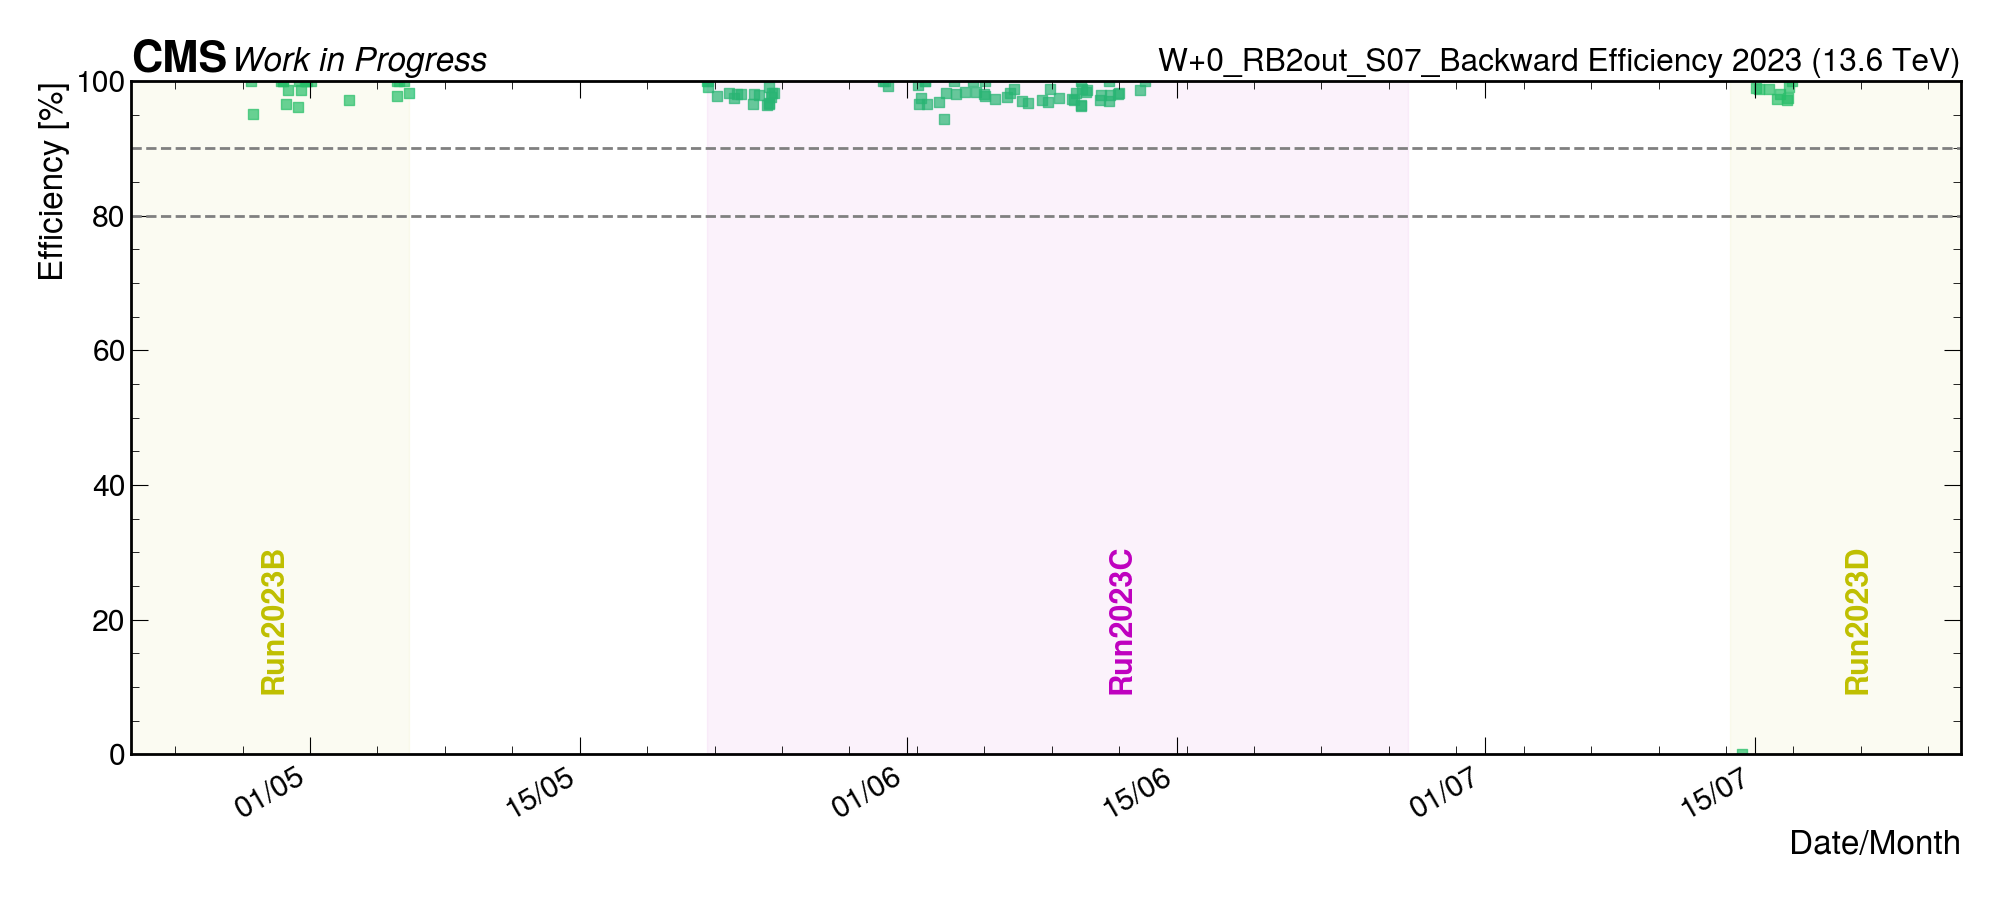 CMS Work in Progress
W+0_RB2out_S07_Backward Efficiency 2023 (13.6 TeV)
Efficiency [%]
100
80
60
40
20
0
Run2023B
Run2023C
Run2023D
01/05
15/05
01/06
15/06
01/07
15/07
Date/Month